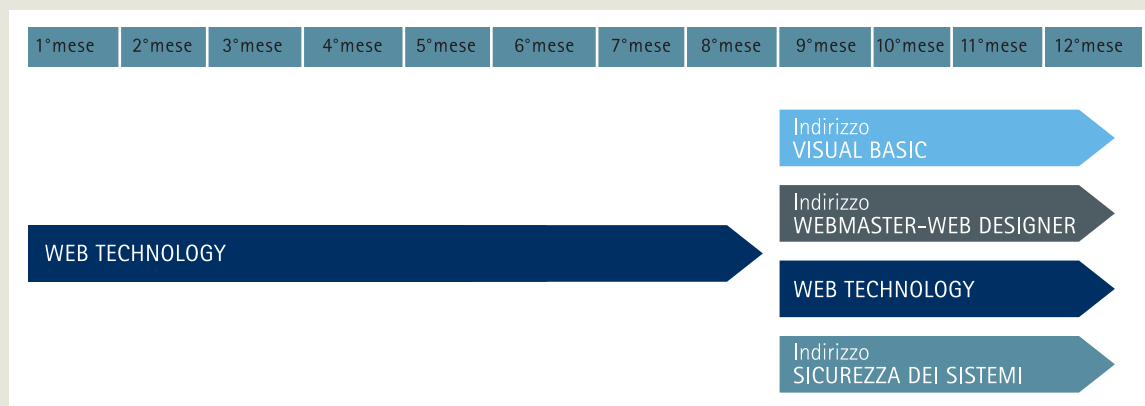 1°mese 2°mese 3°mese 4°mese 5°mese 6°mese 7°mese 8°mese 9°mese 10°mese 11°mese 12°mese
Indirizzo
VISUAL BASIC
Indirizzo
WEBMASTER-WEB DESIGNER
WEB TECHNOLOGY
WEB TECHNOLOGY
Indirizzo
SICUREZZA DEI SISTEMI